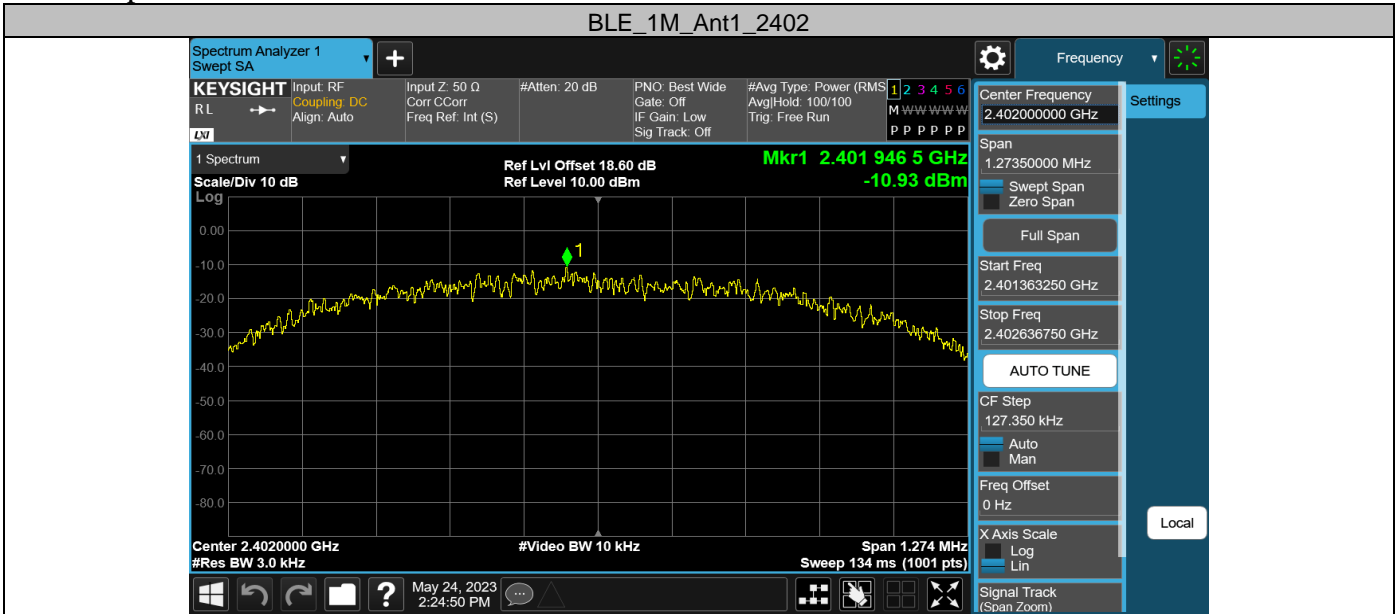 BLE_1M_Ant1_2402
Spectrum Analyzer 1
Swept SA
+
Frequency
KEYSIGHT
RL
LXI
Input: RF
Coupling: DC
Align: Auto
Input Z: 50 Ω
Corr CCorr
Freq Ref: Int (S)
#Atten: 20 dB
PNO: Best Wide
Gate: Off
IF Gain: Low
Sig Track: Off
#Avg Type: Power (RMS
Avg|Hold: 100/100
Trig: Free Run
1 2 3 4 5 6
M W W W W W
P P P P P P
1 Spectrum
Scale/Div 10 dB
Log
Ref Lvl Offset 18.60 dB
Ref Level 10.00 dBm
Mkr1 2.401 946 5 GHz
-10.93 dBm
1
0.00
-10.0
-20.0
-30.0
-40.0
-50.0
-60.0
-70.0
-80.0
Center 2.4020000 GHz
#Res BW 3.0 kHz
#Video BW 10 kHz
Span 1.274 MHz
Sweep 134 ms (1001 pts)
Center Frequency
2.402000000 GHz
Settings
Span
1.27350000 MHz
Swept Span
Zero Span
Full Span
Start Freq
2.401363250 GHz
Stop Freq
2.402636750 GHz
AUTO TUNE
CF Step
127.350 kHz
Auto
Man
Freq Offset
0 Hz
X Axis Scale
Log
Lin
Local
Signal Track
(Span Zoom)
?
May 24, 2023
2:24:50 PM